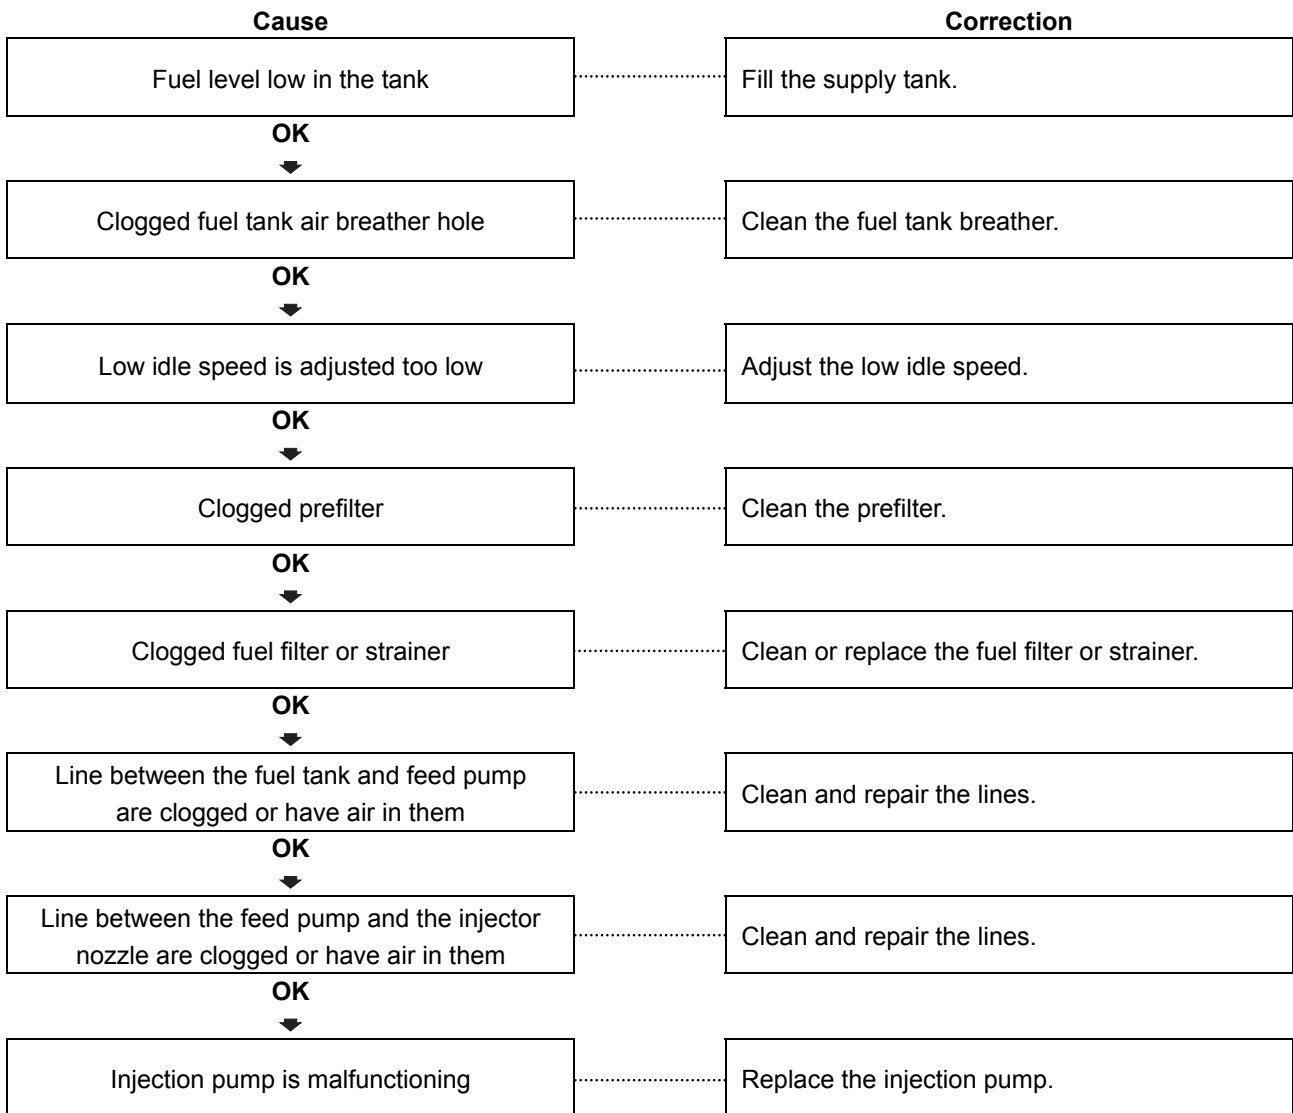 Cause
Correction
Fuel level low in the tank
Fill the supply tank.
OK
Clogged fuel tank air breather hole
Clean the fuel tank breather.
OK
Low idle speed is adjusted too low
Adjust the low idle speed.
OK
Clogged prefilter
Clean the prefilter.
OK
Clogged fuel filter or strainer
Clean or replace the fuel filter or strainer.
OK
Line between the fuel tank and feed pump
are clogged or have air in them
Clean and repair the lines.
OK
Line between the feed pump and the injector
nozzle are clogged or have air in them
Clean and repair the lines.
OK
Injection pump is malfunctioning
Replace the injection pump.